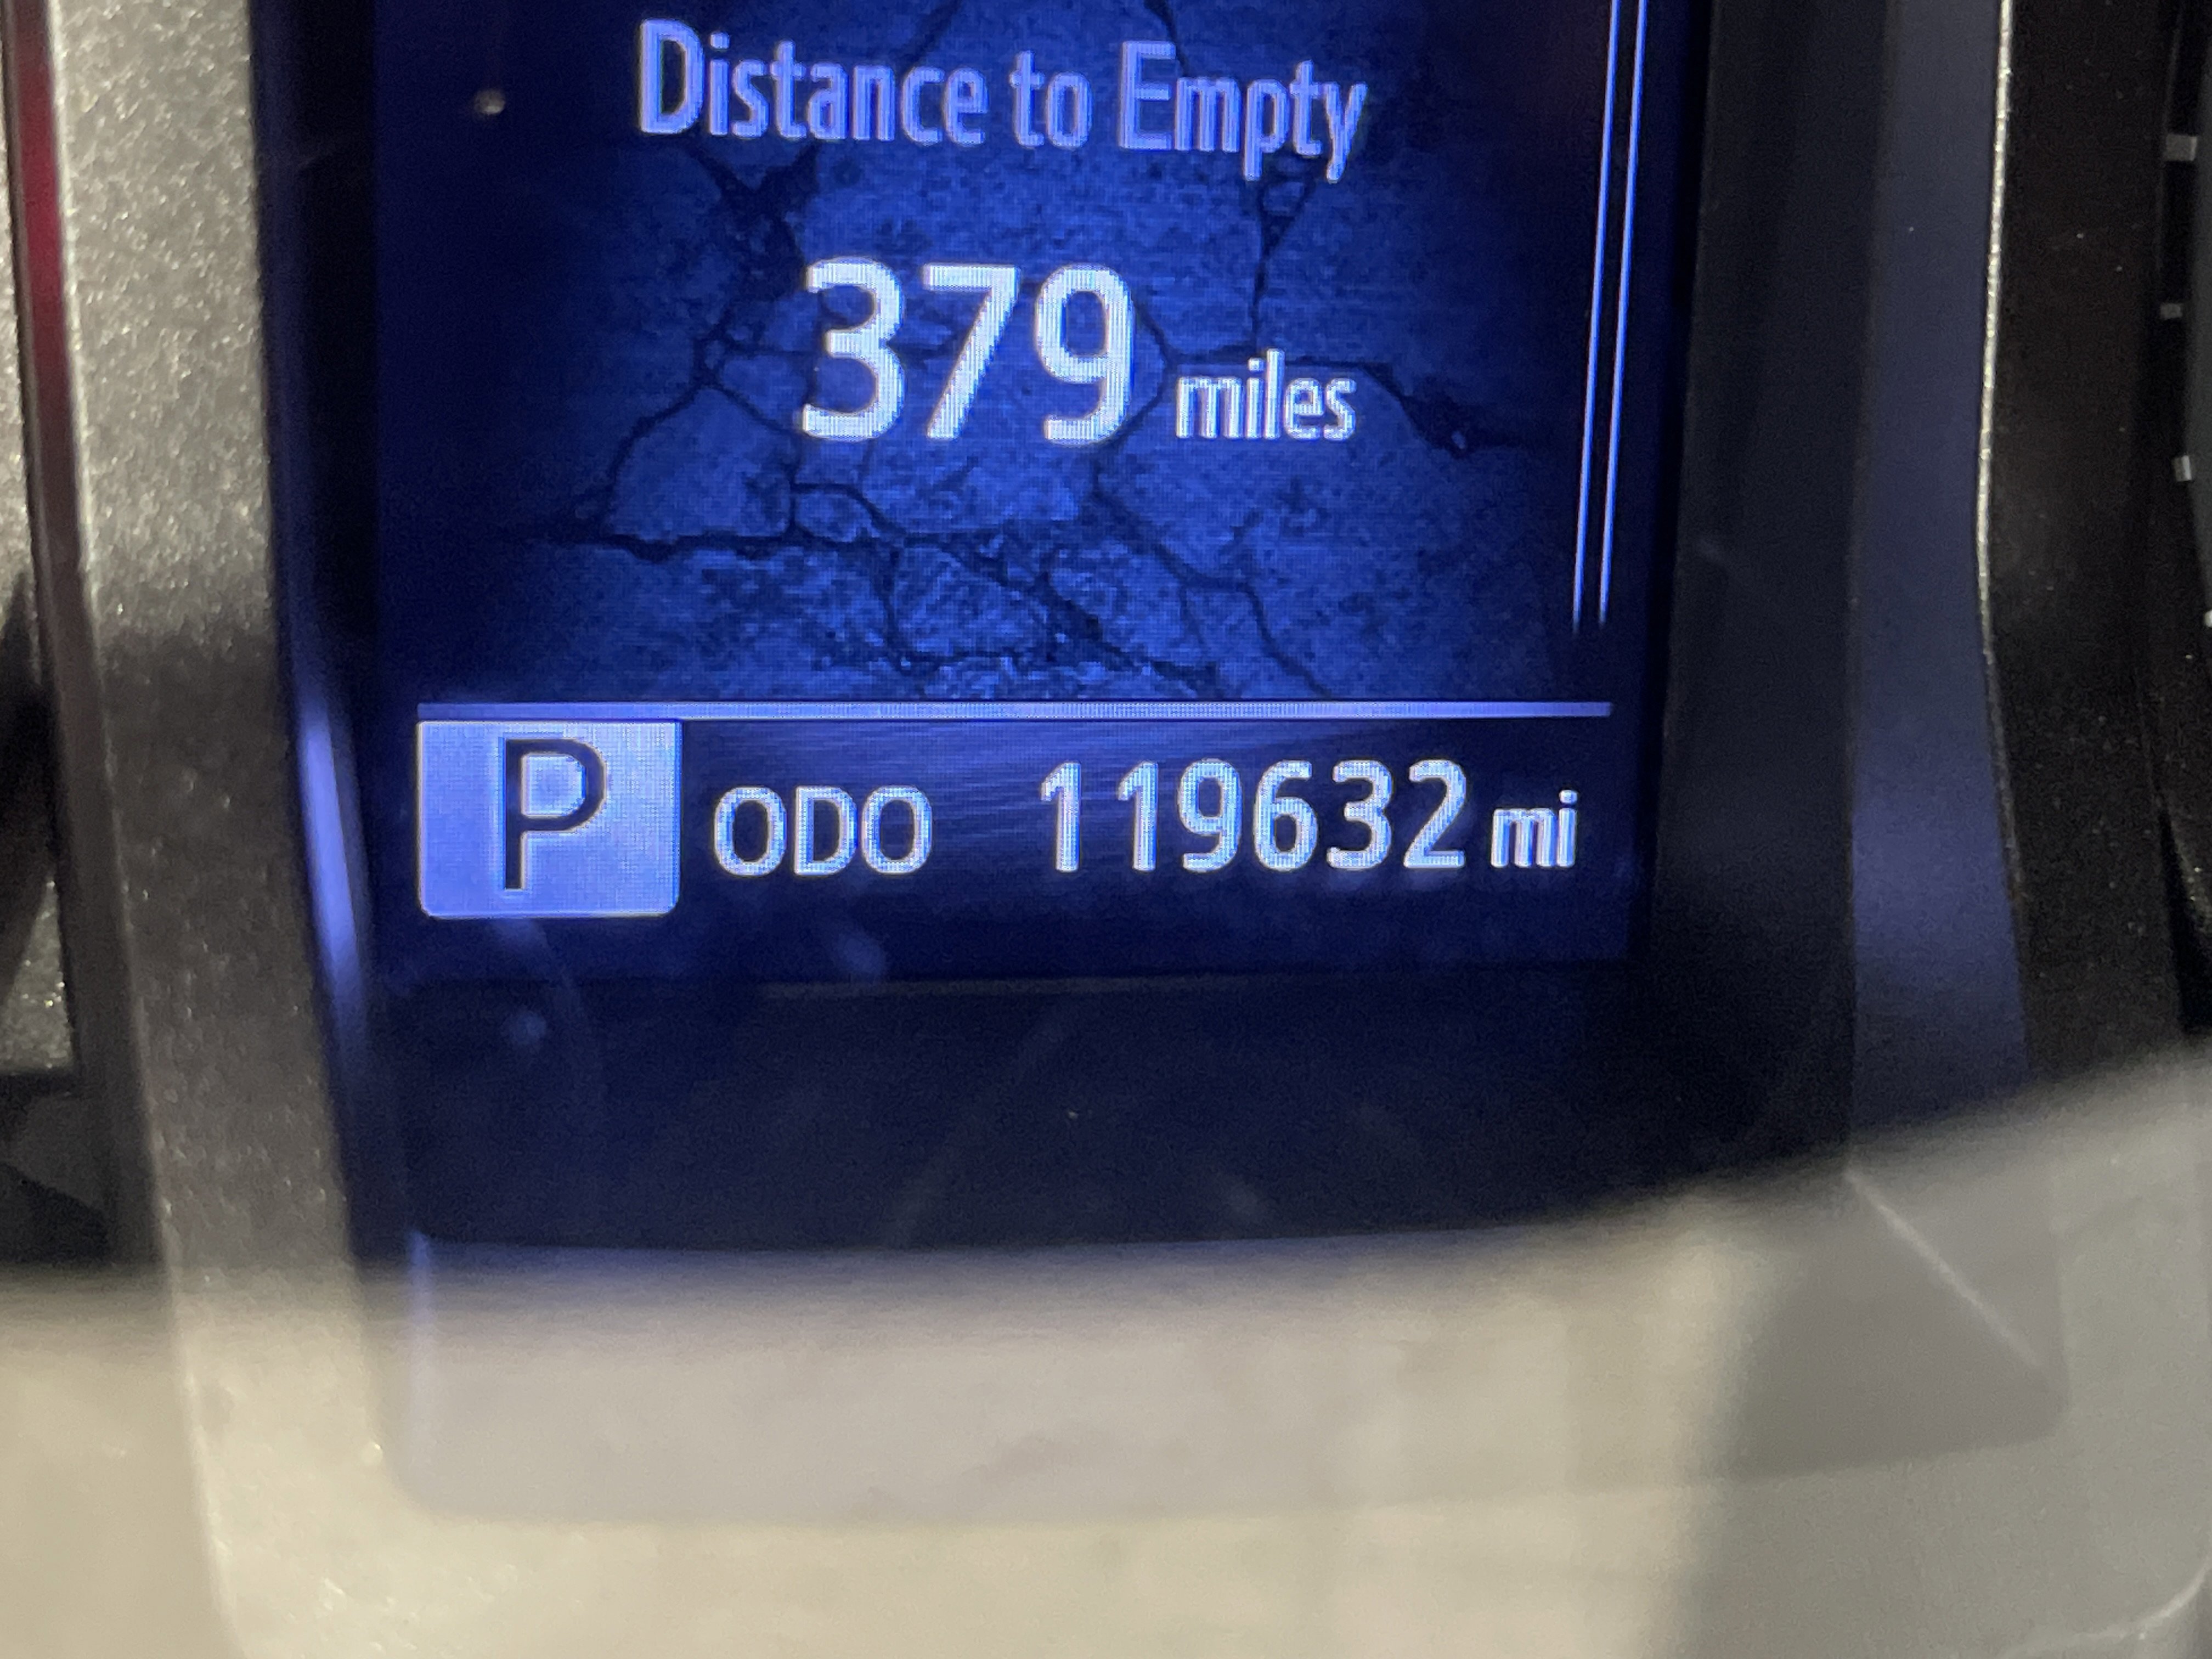 Distance to Empty
379 miles
P ODO 119632 mi